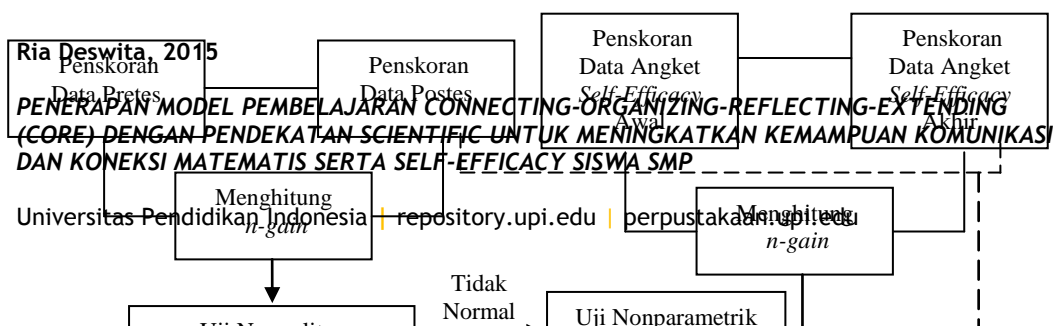 Ria Deswita, 2015
Penskoran
Data Pretes
Penskoran
Data Postes
Penskoran
Data Angket
Self-Efficacy
Awal
Penskoran
Data Angket
Self-Efficacy
Akhir
PENERAPAN MODEL PEMBELAJARAN CONNECTING-ORGANIZING-REFLECTING-EXTENDING
(CORE) DENGAN PENDEKATAN SCIENTIFIC UNTUK MENINGKATKAN KEMAMPUAN KOMUNIKASI
DAN KONEKSI MATEMATIS SERTA SELF-EFFICACY SISWA SMP
Menghitung
n-gain
Universitas Pendidikan Indonesia | repository.upi.edu | perpustakaan.upi.edu
Menghitung
n-gain
Tidak
Normal
Uji Nonparametrik